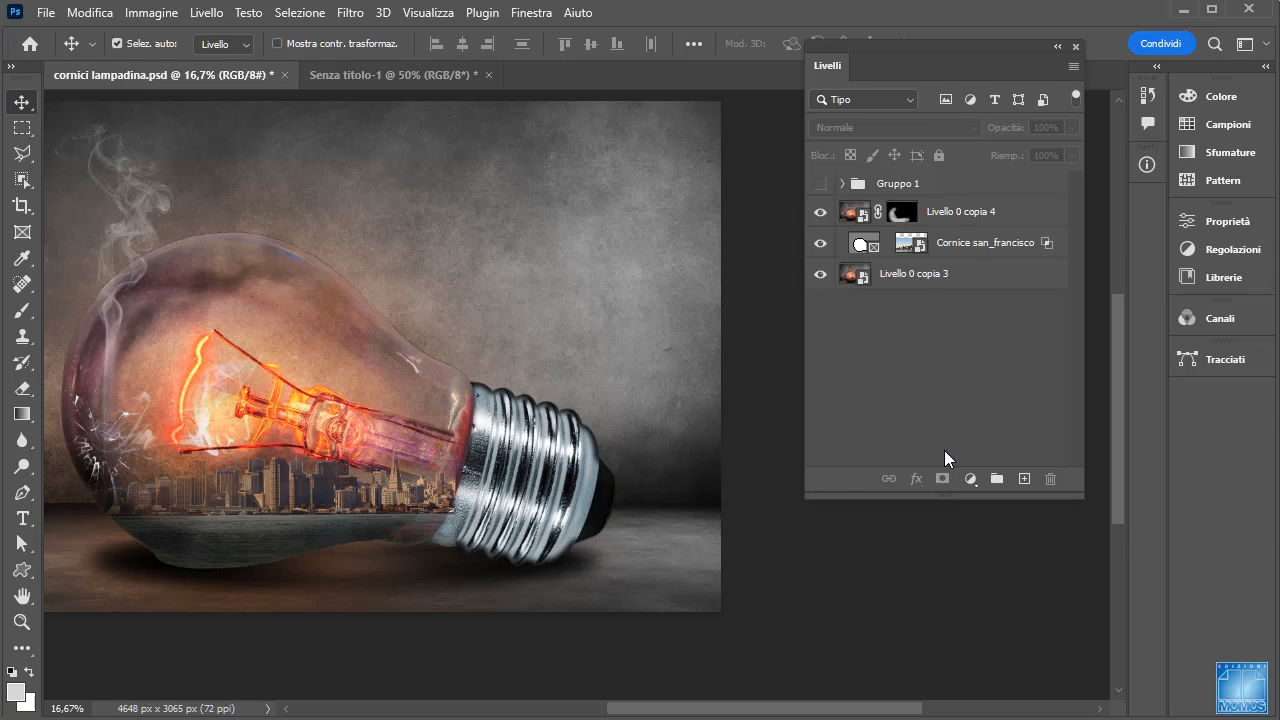 Ps File Modifica Immagine Livello Testo Selezione Filtro 3D Visualizza Plugin Finestra Aiuto
Selez. auto: Livello Mostra contr. trasformaz. Mod. 3D: Condividi
cornici lampadina.psd @ 16,7% (RGB/8#) * Senza titolo-1 @ 50% (RGB/8*) *
Livelli
Tipo
Normale Opacità: 100%
Bloc.: Riemp.: 100%
Gruppo 1
Livello 0 copia 4
Cornice san_francisco
Livello 0 copia 3
Colore
Campioni
Sfumature
Pattern
Proprietà
Regolazioni
Librerie
Canali
Tracciati
16,67% 4648 px x 3065 px (72 ppi)
EDIZIONI
MOMOS